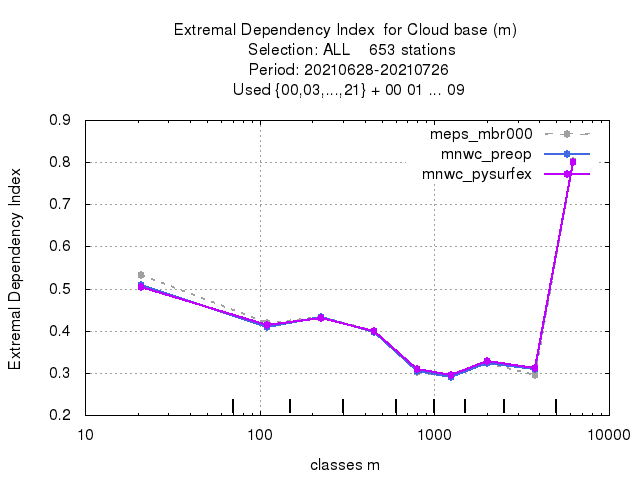 Extremal Dependency Index  for Cloud base (m)
Selection: ALL    653 stations
Period: 20210628-20210726
Used {00,03,...,21} + 00 01 ... 09
Extremal Dependency Index
0.9
0.8
0.7
0.6
0.5
0.4
0.3
0.2
meps_mbr000
mnwc_preop
mnwc_pysurfex
10
100
1000
10000
classes m